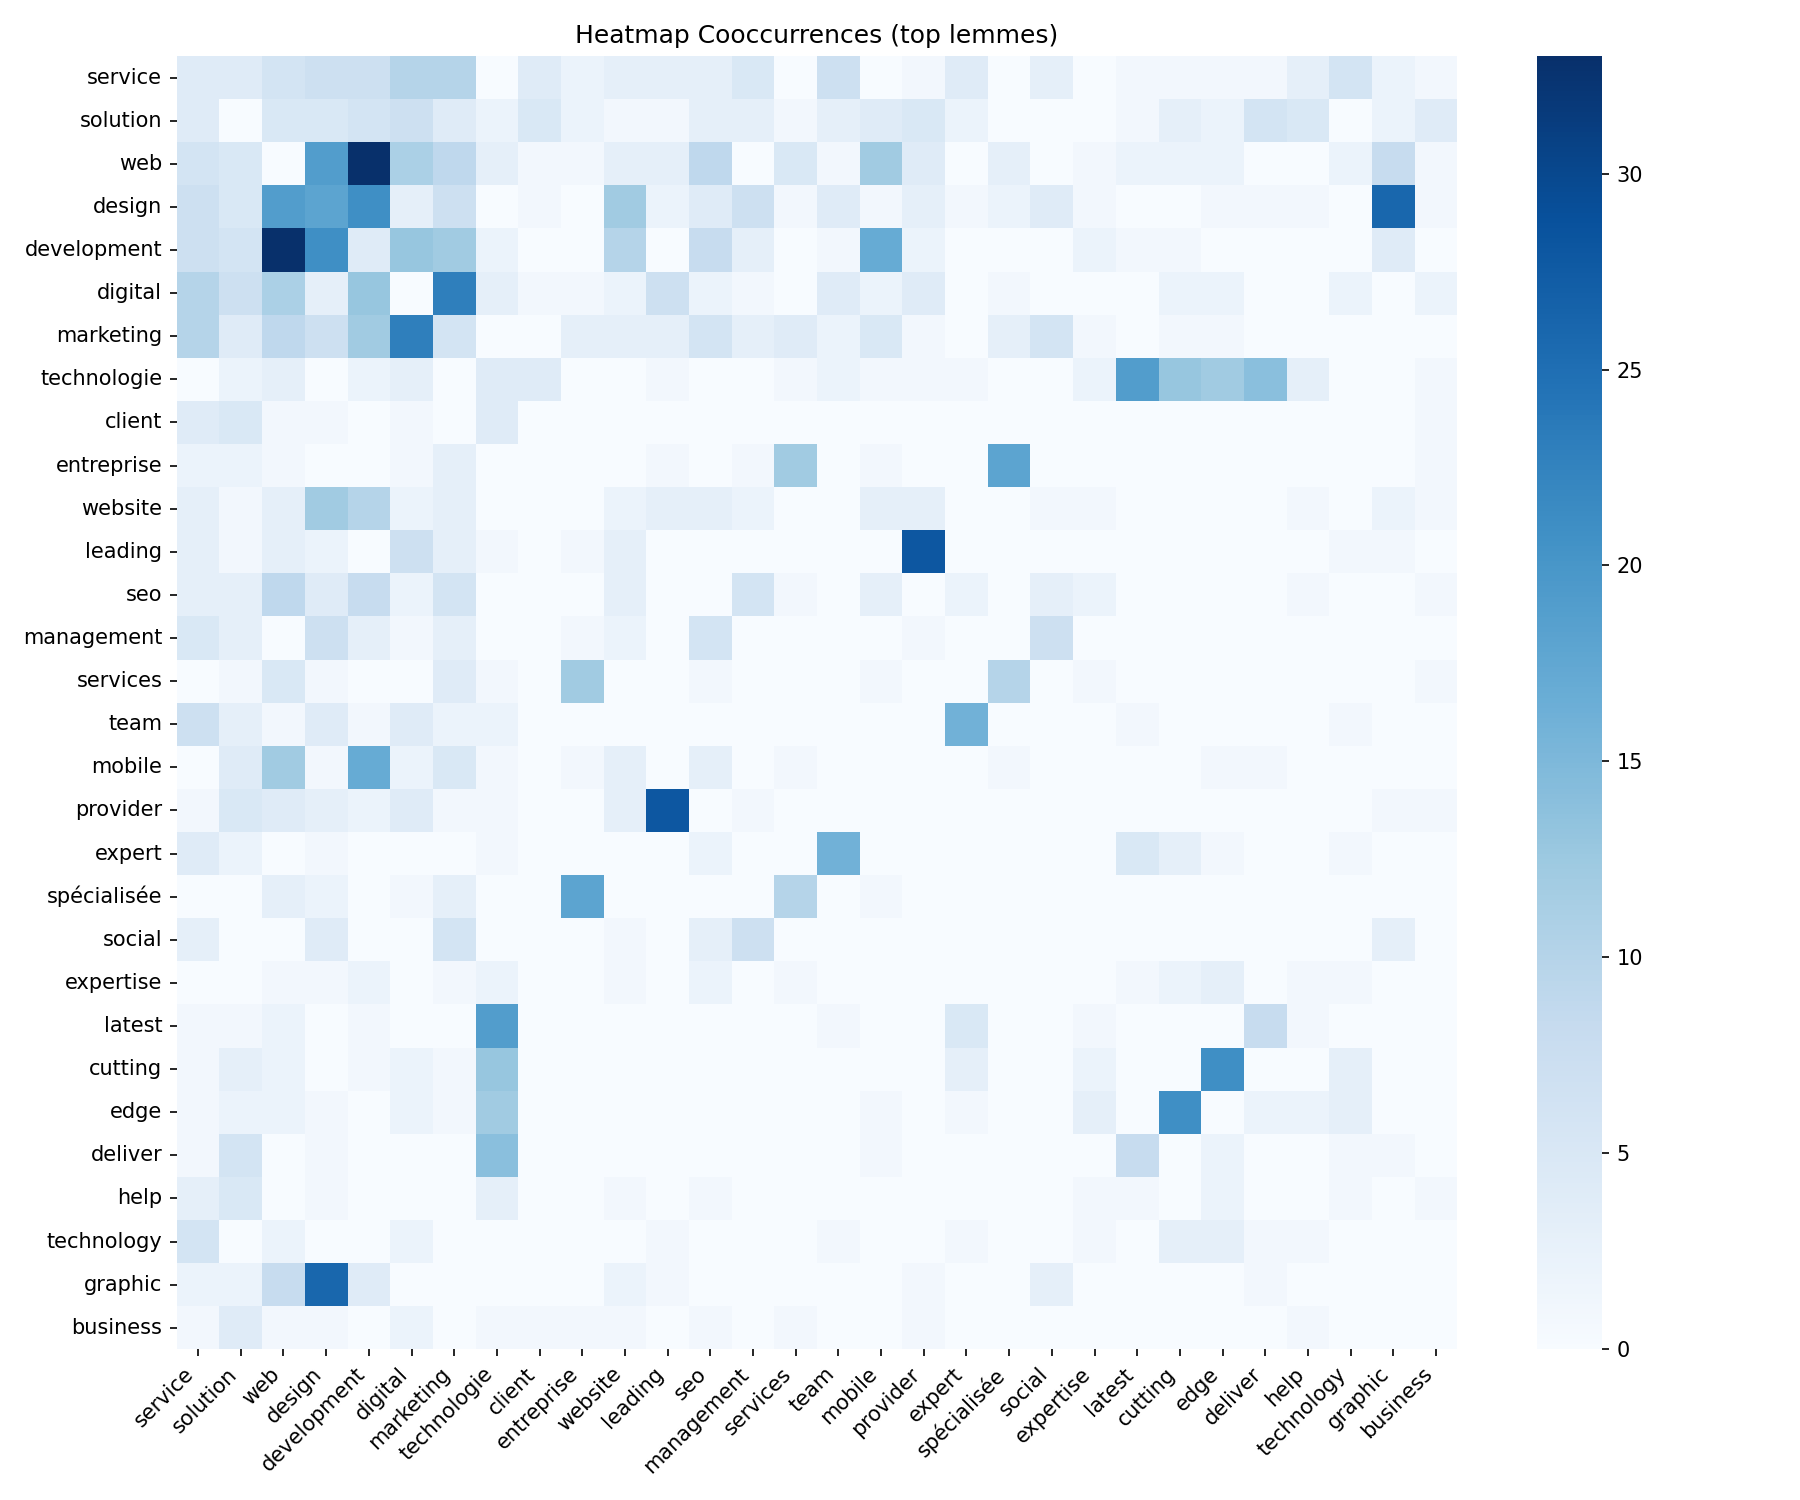 Heatmap Cooccurrences (top lemmes)
service
solution
web
design
development
digital
marketing
technologie
client
entreprise
website
leading
seo
management
services
team
mobile
provider
expert
spécialisée
social
expertise
latest
cutting
edge
deliver
help
technology
graphic
business
service
solution
web
design
development
digital
marketing
technologie
client
entreprise
website
leading
seo
management
services
team
mobile
provider
expert
spécialisée
social
expertise
latest
cutting
edge
deliver
help
technology
graphic
business
30
25
20
15
10
5
0